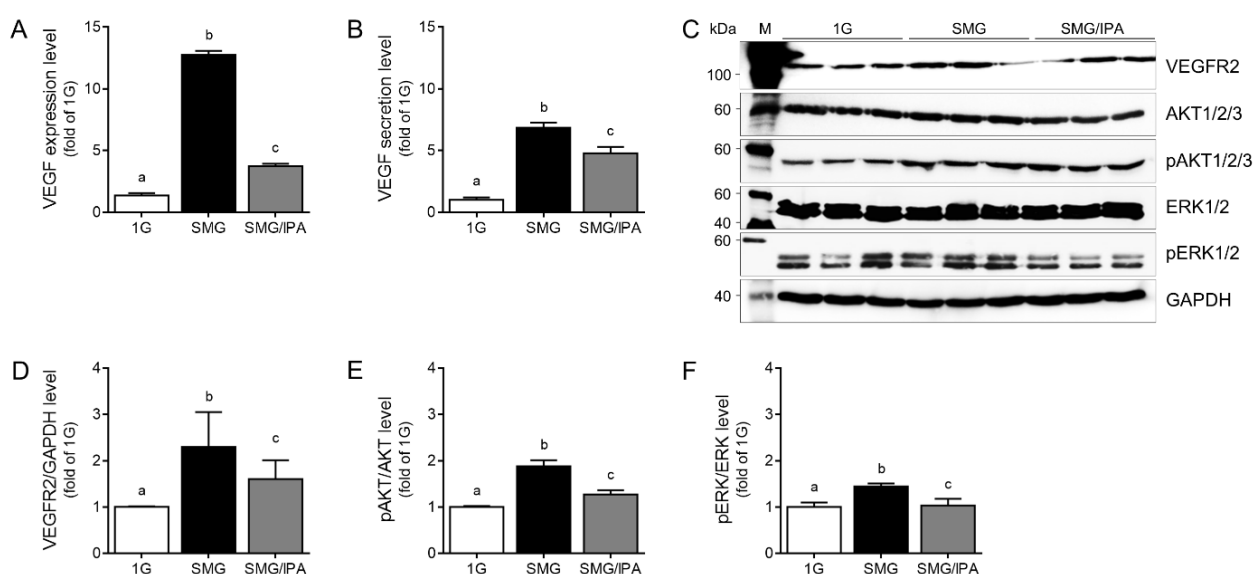 A
VEGF expression level
(fold of 1G)
15
10
5
0
a
b
c
1G SMG SMG/IPA
B
VEGF secretion level
(fold of 1G)
15
10
5
0
a
b
c
1G SMG SMG/IPA
C
kDa M 1G SMG SMG/IPA
100
VEGFR2
60
AKT1/2/3
60
pAKT1/2/3
60
40
ERK1/2
60
pERK1/2
40
GAPDH
D
VEGFR2/GAPDH level
(fold of 1G)
4
3
2
1
0
a
b
c
1G SMG SMG/IPA
E
pAKT/AKT level
(fold of 1G)
4
3
2
1
0
a
b
c
1G SMG SMG/IPA
F
pERK/ERK level
(fold of 1G)
4
3
2
1
0
a
b
c
1G SMG SMG/IPA